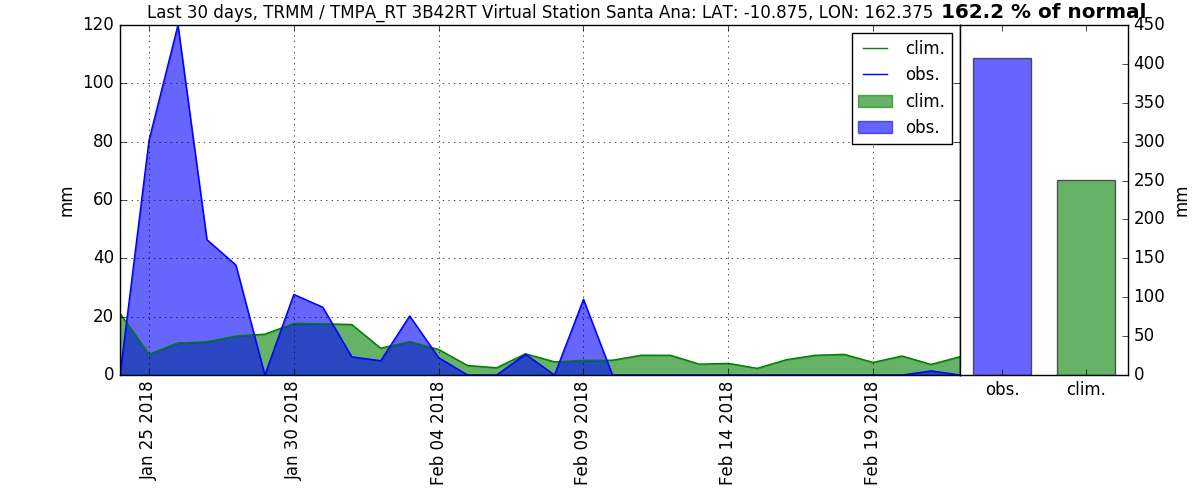 Last 30 days, TRMM / TMPA_RT 3B42RT Virtual Station Santa Ana: LAT: -10.875, LON: 162.375 162.2 % of normal
120
100
80
60
40
20
0
mm
clim.
obs.
clim.
obs.
Jan 25 2018
Jan 30 2018
Feb 04 2018
Feb 09 2018
Feb 14 2018
Feb 19 2018
450
400
350
300
250
200
150
100
50
0
mm
obs. clim.